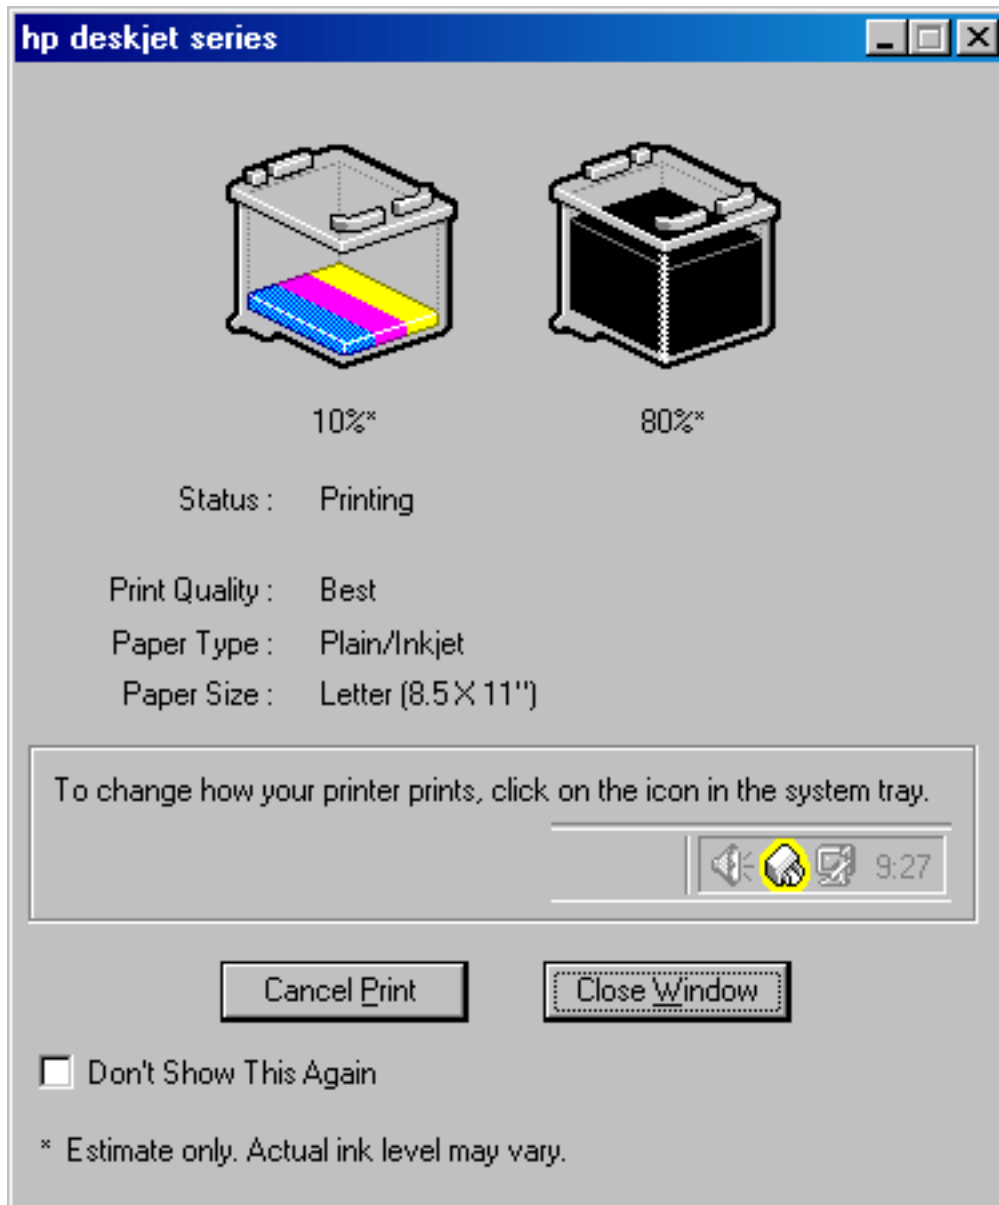 hp deskjet series
10%* 80%*
Status : Printing
Print Quality : Best
Paper Type : Plain/Inkjet
Paper Size : Letter (8.5 X 11")
To change how your printer prints, click on the icon in the system tray.
9:27
Cancel Print Close Window
Don't Show This Again
* Estimate only. Actual ink level may vary.